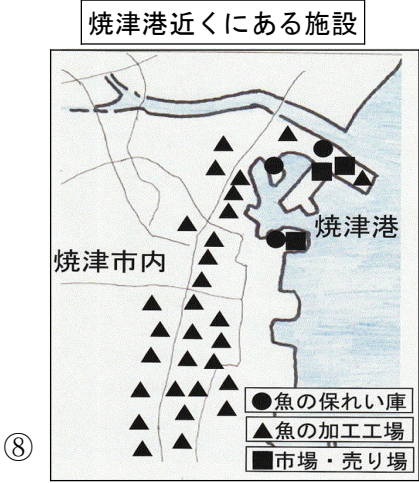 焼津港近くにある施設
焼津港
焼津市内
●魚の保れい庫
▲魚の加工工場
■市場・売り場
⑧